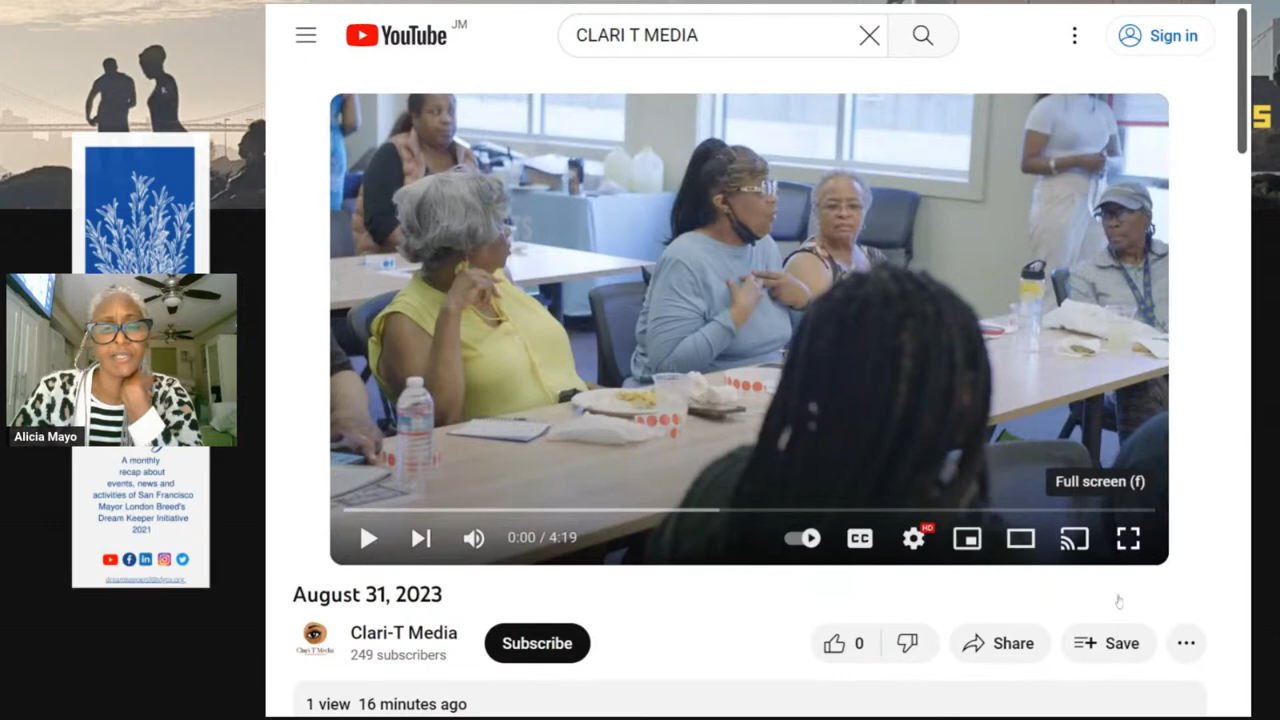 YouTube JM
CLARI T MEDIA
Sign in
S
Alicia Mayo
A monthly
recap about
events, news and
activities of San Francisco
Mayor London Breed's
Dream Keeper Initiative
2021
Full screen (f)
0:00 / 4:19
CC
HD
August 31, 2023
Clari-T Media
Clari T Media
249 subscribers
Subscribe
0
Share
Save
1 view 16 minutes ago